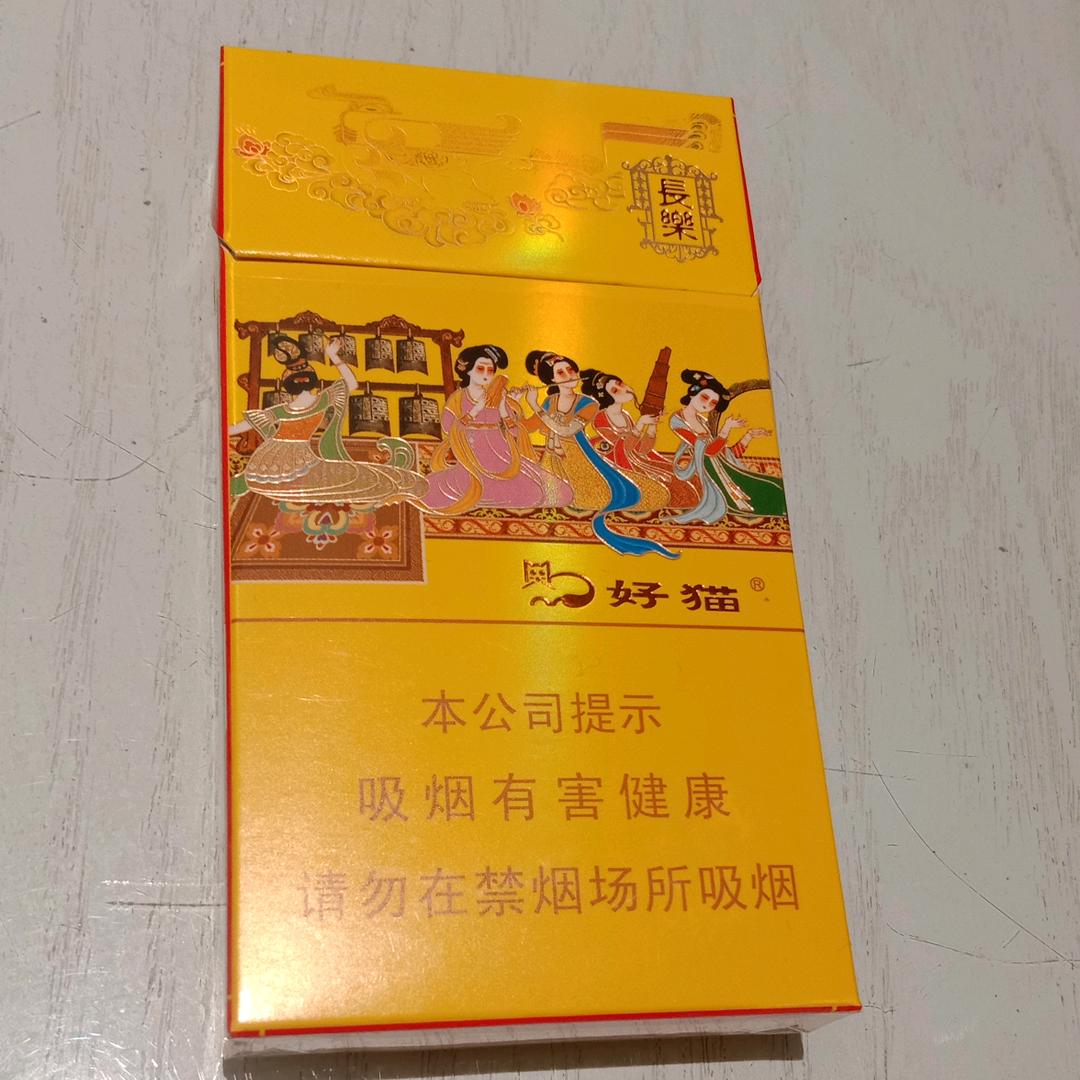 長樂
好猫®
本公司提示
吸烟有害健康
请勿在禁烟场所吸烟